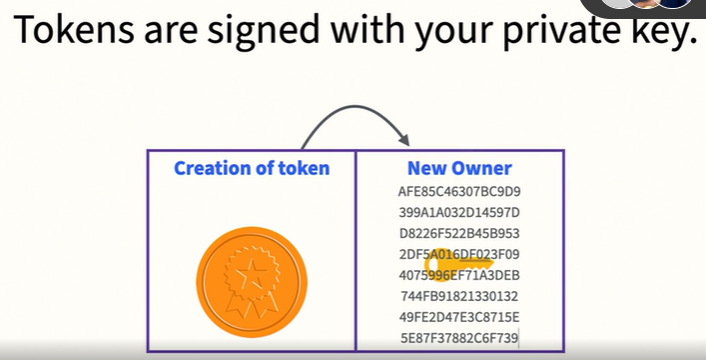 Tokens are signed with your private key.
Creation of token
New Owner
AFE85C46307BC9D9
399A1A032D14597D
D8226F522B45B953
2DF5A016DF023F09
4075996EF71A3DEB
744FB91821330132
49FE2D47E3C8715E
5E87F37882C6F739